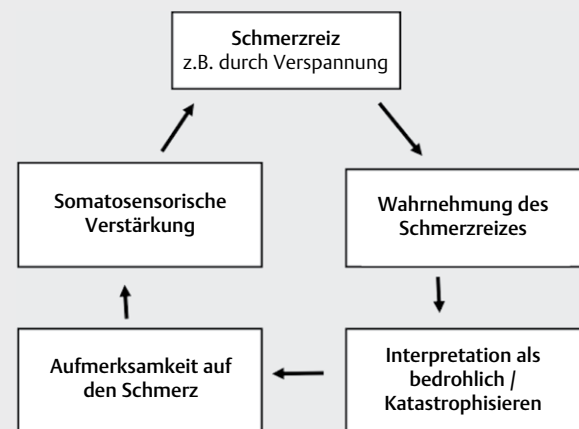 Schmerzreiz
z.B. durch Verspannung
Wahrnehmung des
Schmerzreizes
Interpretation als
bedrohlich /
Katastrophisieren
Aufmerksamkeit auf
den Schmerz
Somatosensorische
Verstärkung